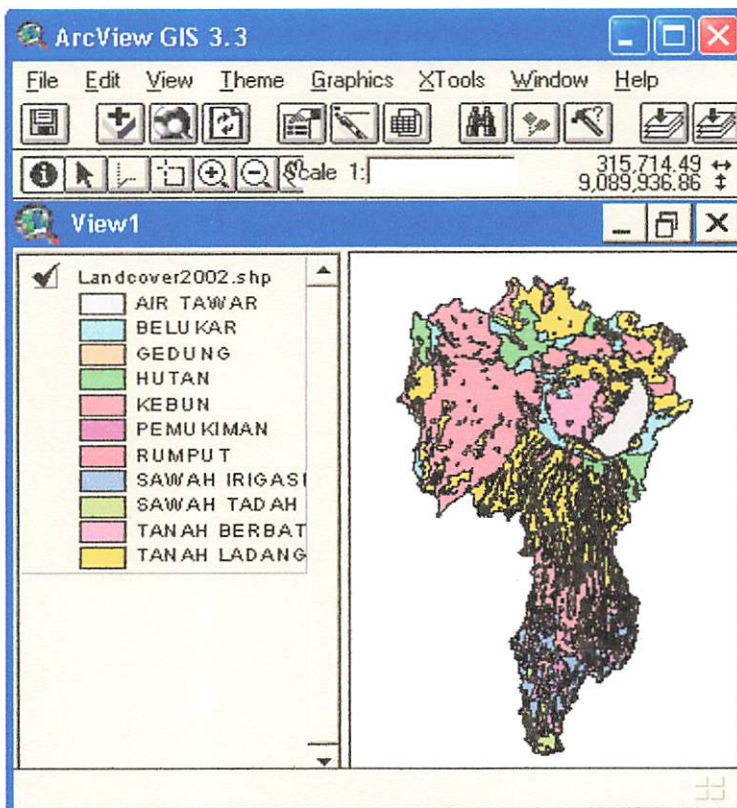 ArcView GIS 3.3
File Edit View Theme Graphics XTools Window Help
Scale 1:
315,714.49
9,089,936.86
View1
Landcover2002.shp
AIR TAWAR
BELUKAR
GEDUNG
HUTAN
KEBUN
PEMUKIMAN
RUMPUT
SAWAH IRIGASI
SAWAH TADAH
TANAH BERBAT
TANAH LADANG